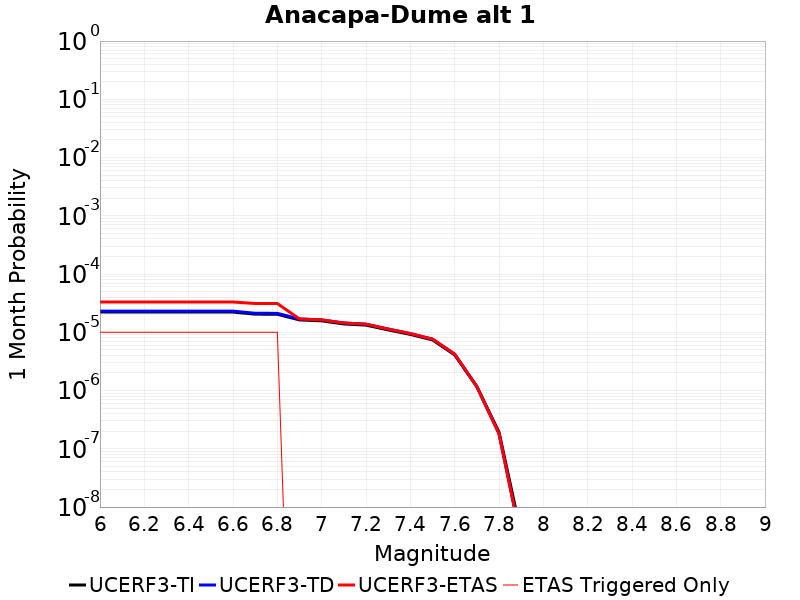 Anacapa-Dume alt 1
10^0
10^-1
10^-2
10^-3
10^-4
10^-5
10^-6
10^-7
10^-8
1 Month Probability
6 6.2 6.4 6.6 6.8 7 7.2 7.4 7.6 7.8 8 8.2 8.4 8.6 8.8 9
Magnitude
UCERF3-TI UCERF3-TD UCERF3-ETAS ETAS Triggered Only